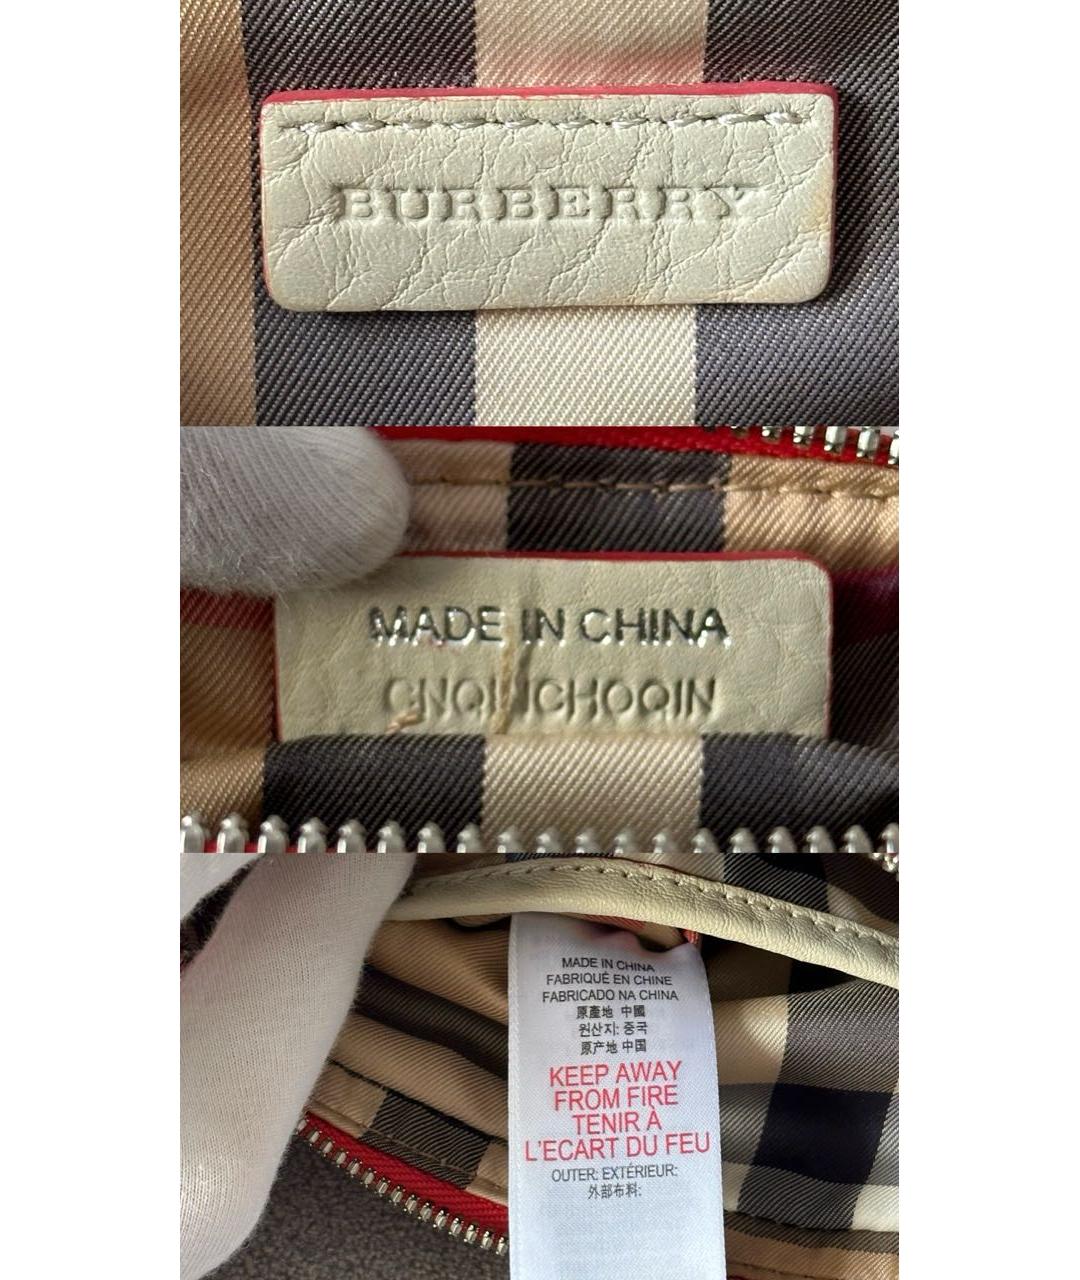 BURBERRY
MADE IN CHINA
MADE IN CHINA
FABRIQUÉ EN CHINE
FABRICADO NA CHINA
原產地 中國
원산지: 중국
原产地 中国
KEEP AWAY
FROM FIRE
TENIR À
L'ECART DU FEU
OUTER: EXTÉRIEUR:
外部布料: